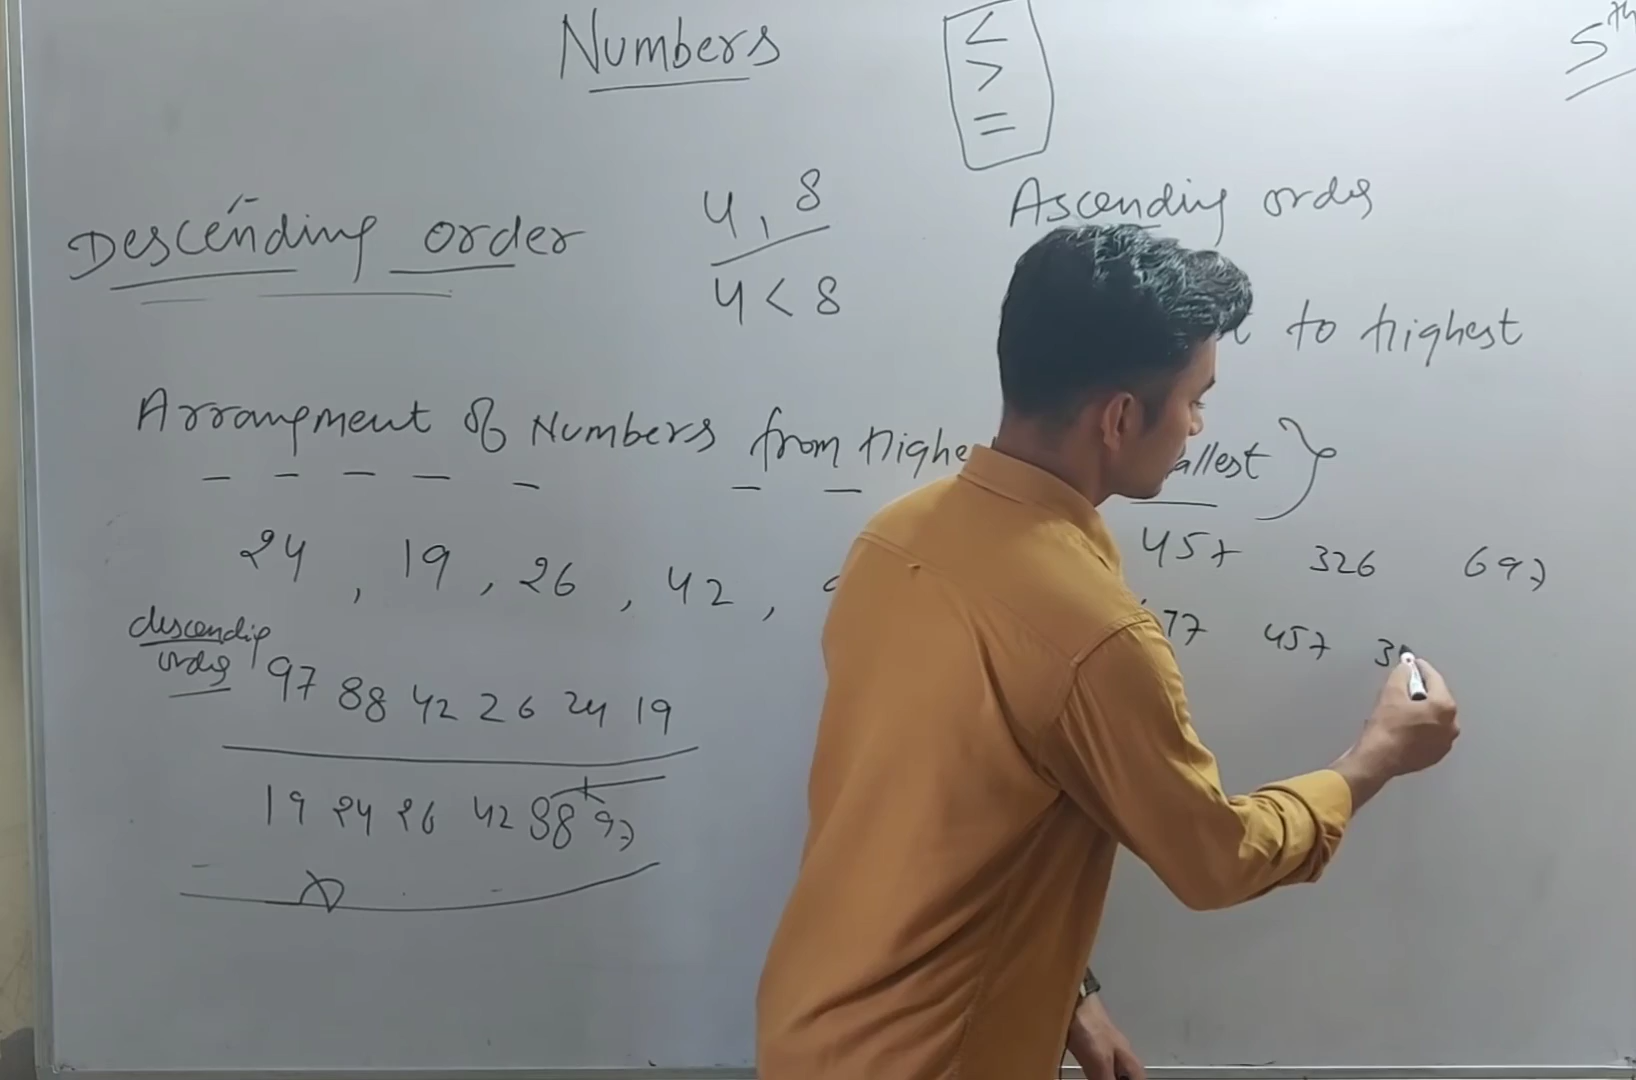 Numbers
<
>
=
5th
Descending order
4, 8
4 < 8
Ascending order
to highest
Arrangment of Numbers from highe
allest }
24 , 19 , 26 , 42 ,
457 326 697
descendig
order
97 88 42 26 24 19
77 457
19 24 26 42 88 97